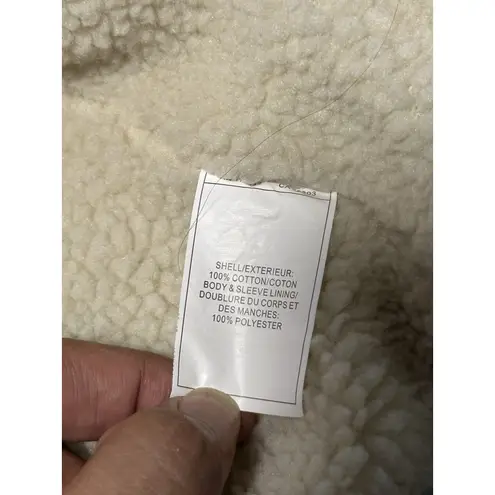 SHELL/EXTERIEUR:
100% COTTON/COTON
BODY & SLEEVE LINING/
DOUBLURE DU CORPS ET
DES MANCHES:
100% POLYESTER